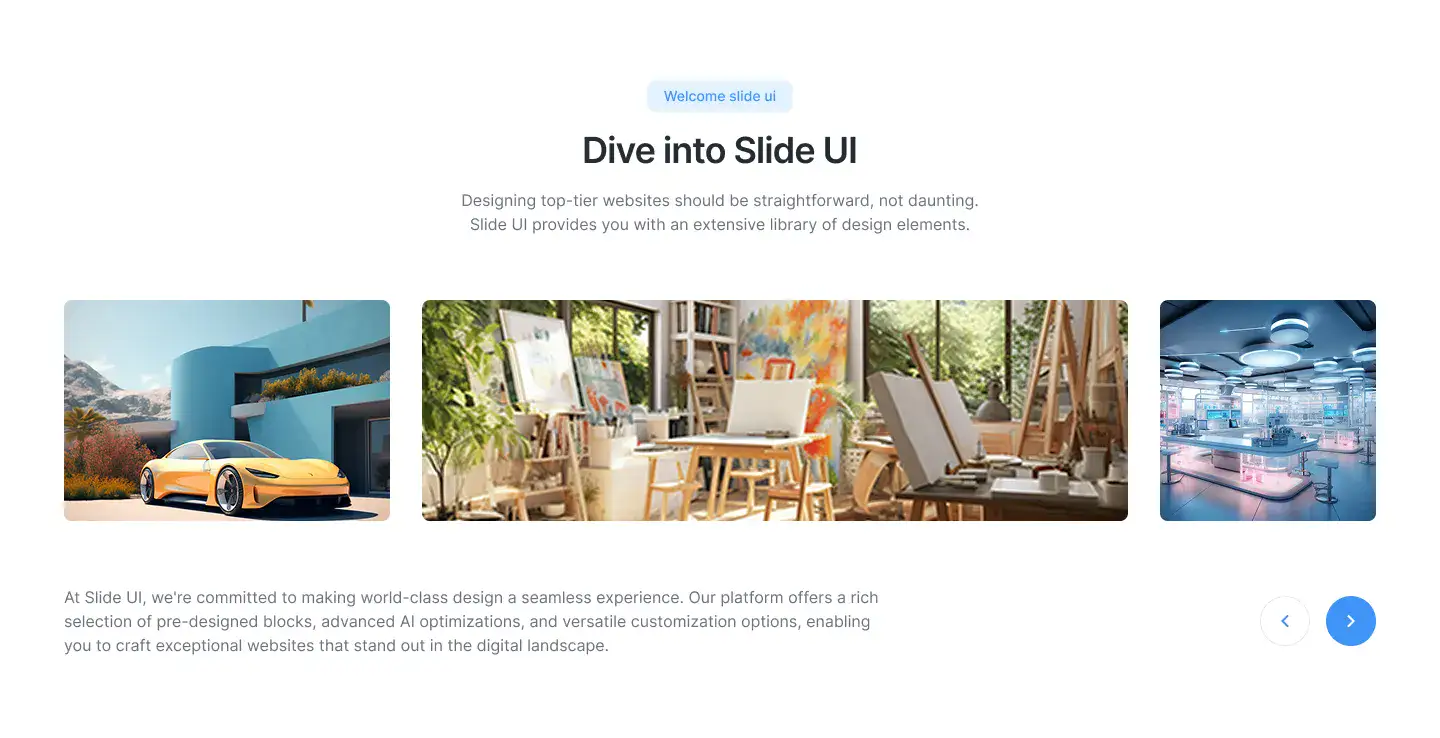 Welcome slide ui
Dive into Slide UI
Designing top-tier websites should be straightforward, not daunting.
Slide UI provides you with an extensive library of design elements.
At Slide UI, we're committed to making world-class design a seamless experience. Our platform offers a rich
selection of pre-designed blocks, advanced AI optimizations, and versatile customization options, enabling
you to craft exceptional websites that stand out in the digital landscape.